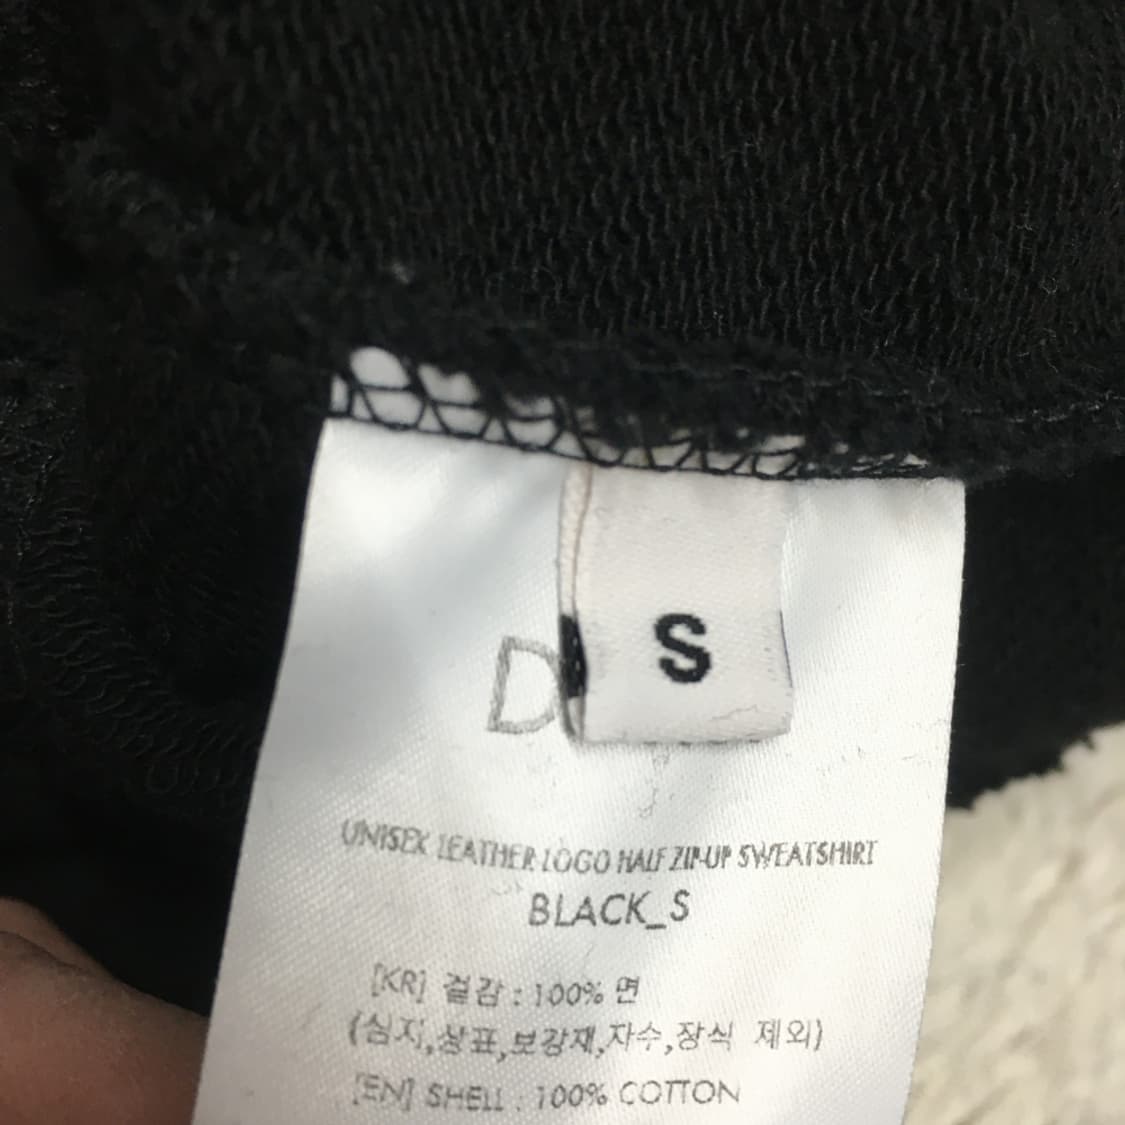 S
D
UNISEX LEATHER LOGO HALF ZIP-UP SWEATSHIRT
BLACK_S
[KR] 겉감 : 100% 면
(심지,상표,보강재,자수,장식 제외)
[EN] SHELL : 100% COTTON